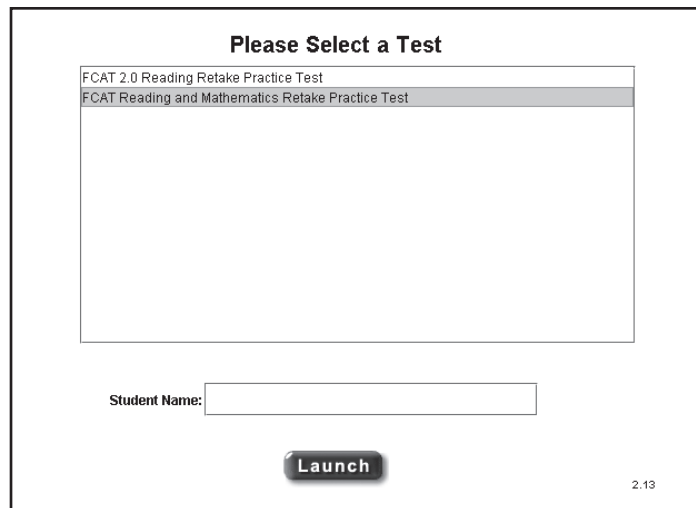 Please Select a Test
FCAT 2.0 Reading Retake Practice Test
FCAT Reading and Mathematics Retake Practice Test
Student Name:
Launch
2.13